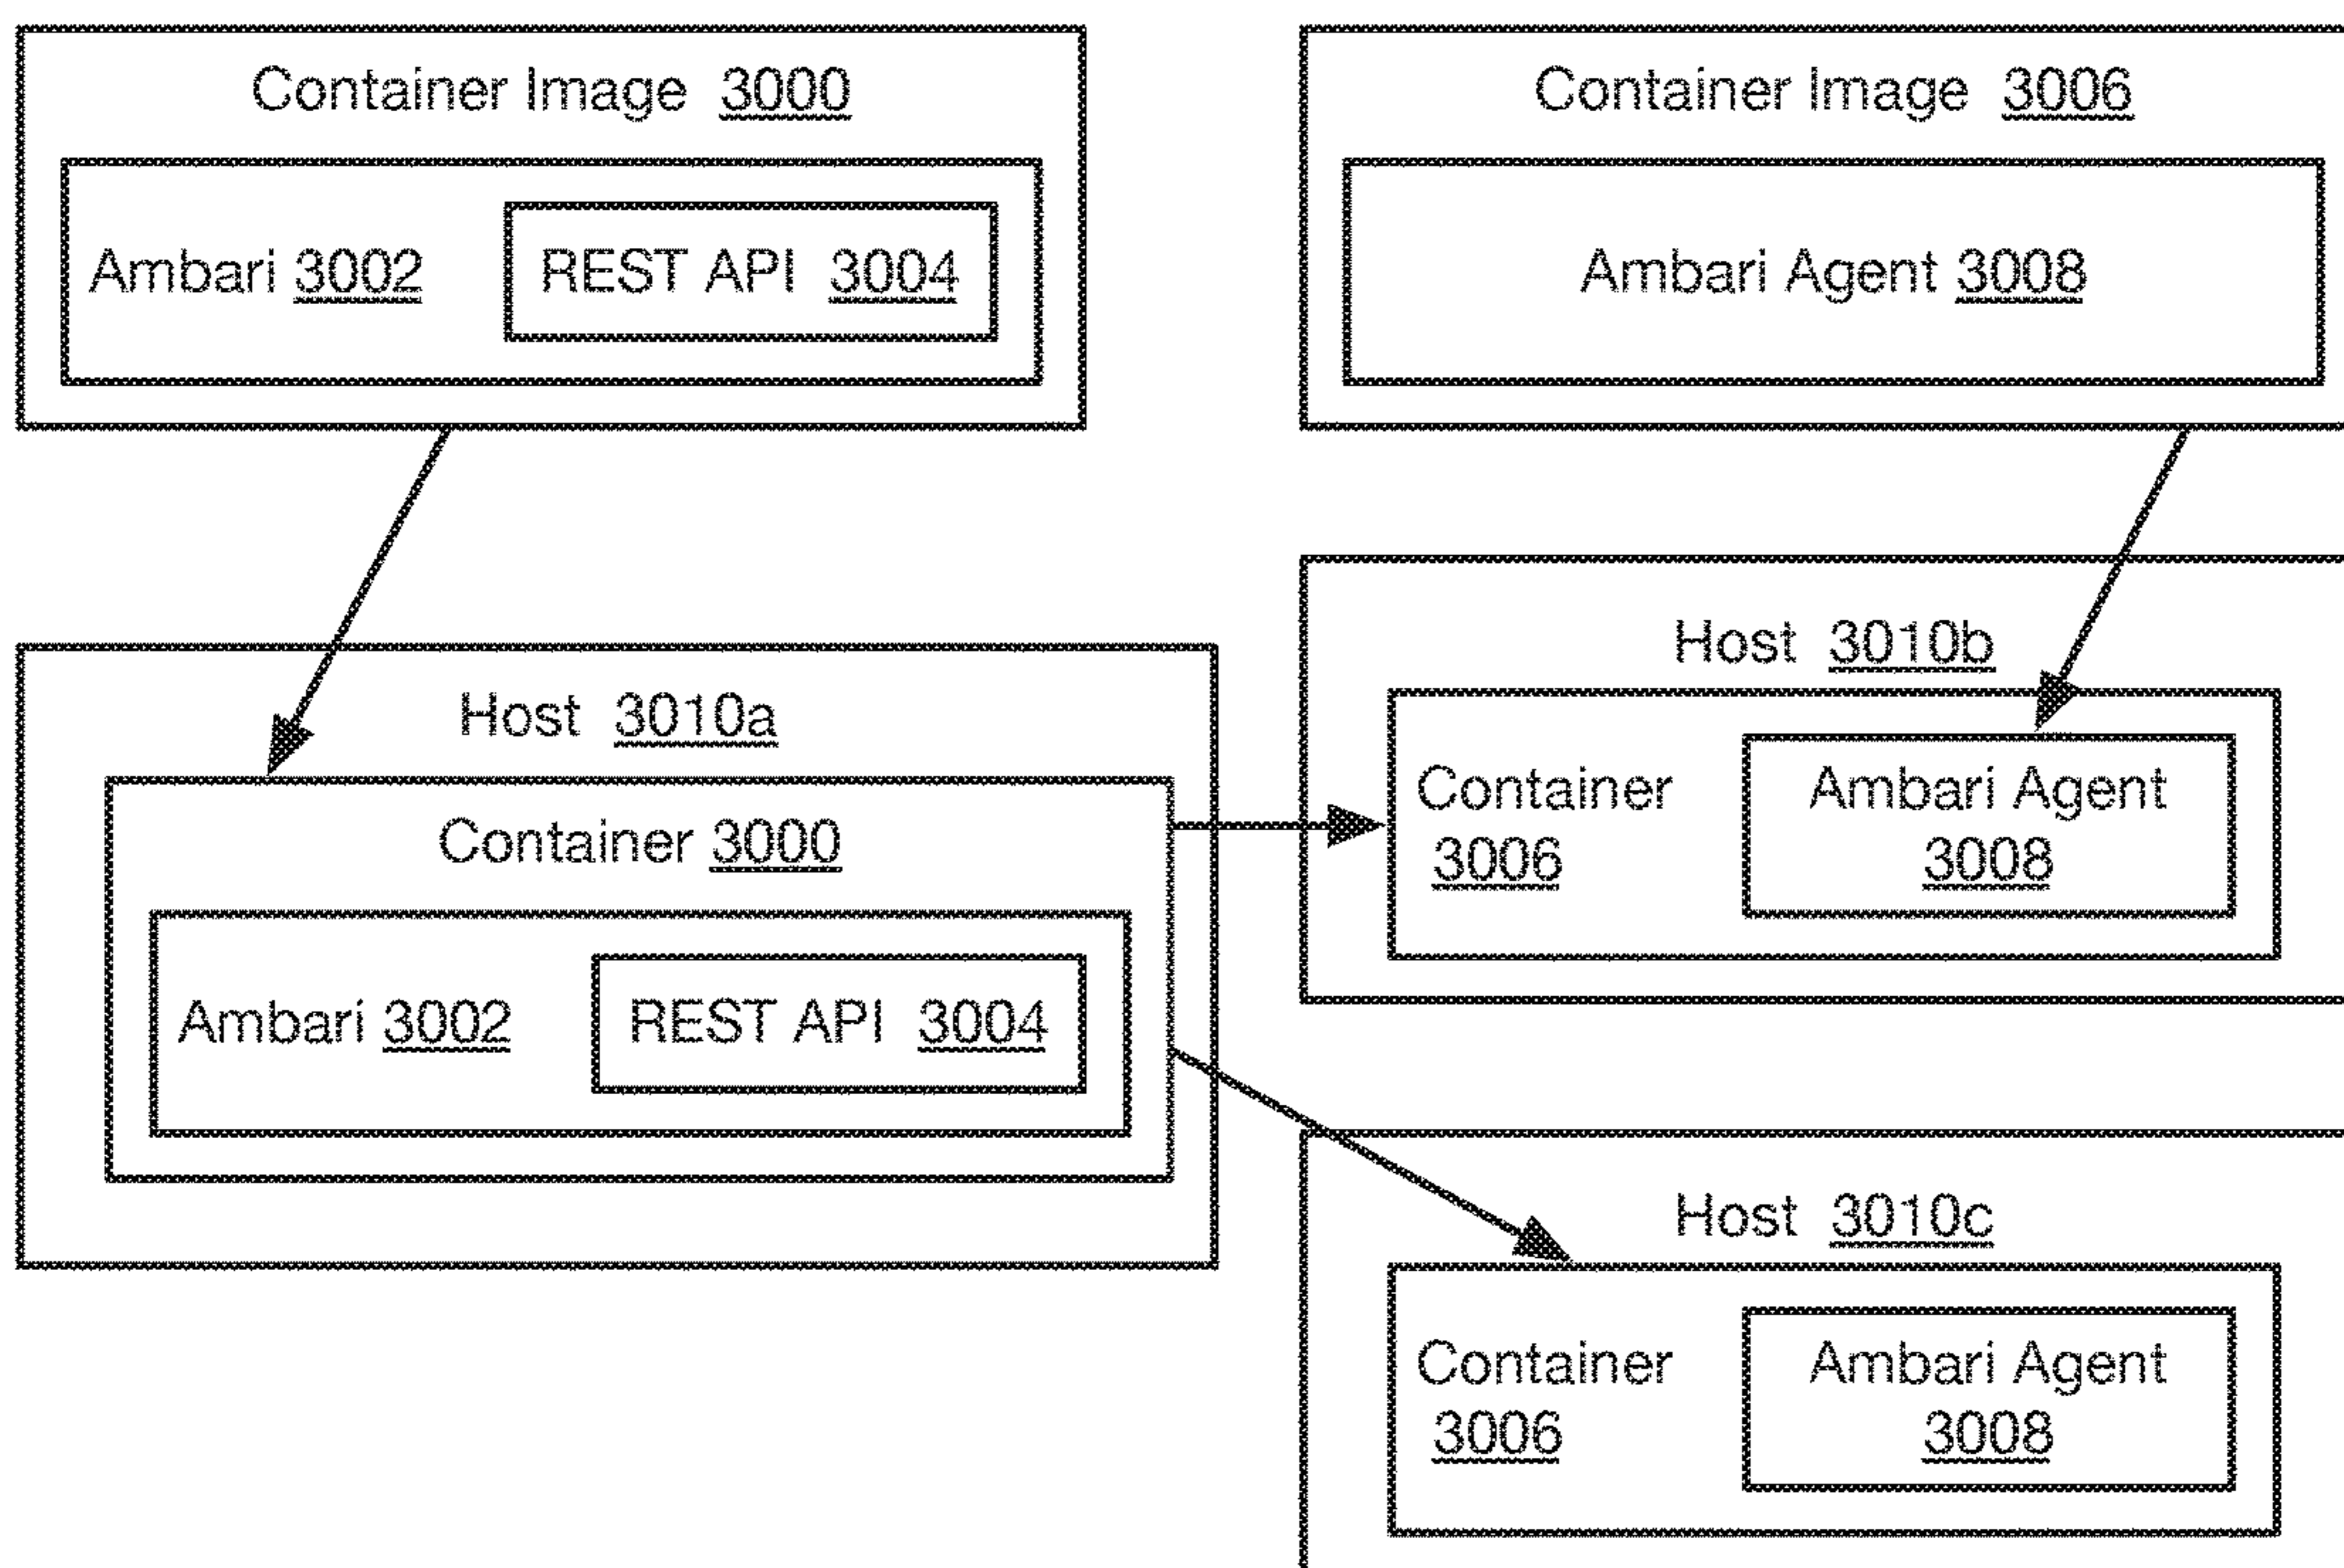 Container Image 3000
Ambari 3002
REST API 3004
Container Image 3006
Ambari Agent 3008
Host 3010a
Container 3000
Ambari 3002
REST API 3004
Host 3010b
Container
3006
Ambari Agent
3008
Host 3010c
Container
3006
Ambari Agent
3008